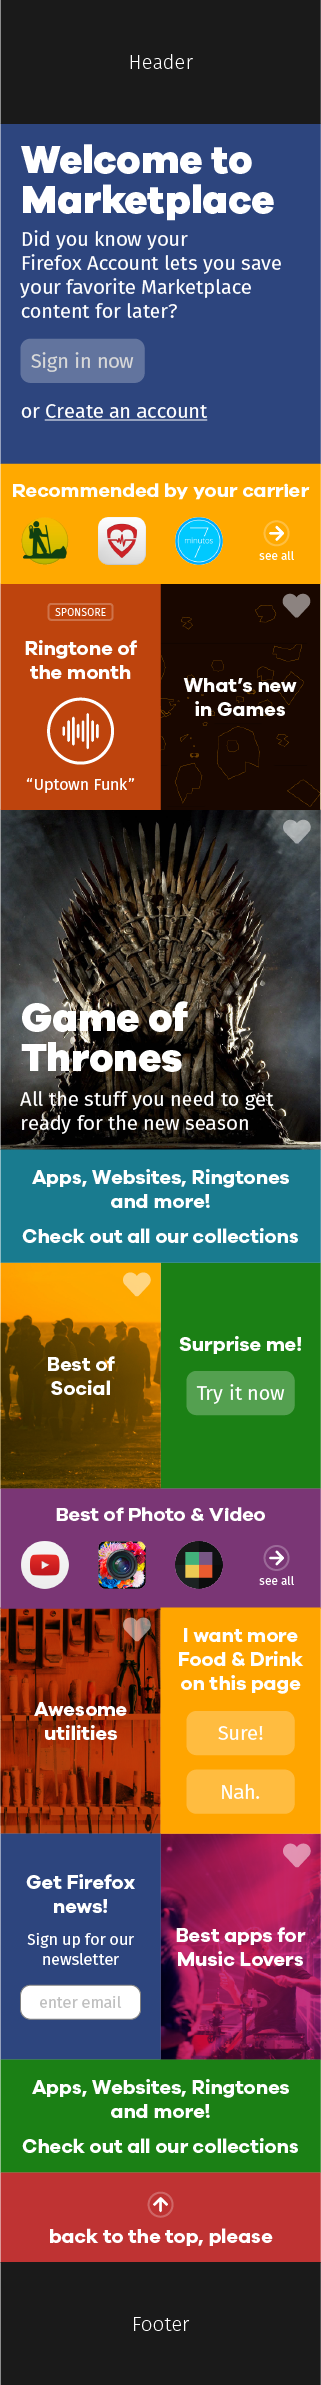 Header
Welcome to
Marketplace
Did you know your
Firefox Account lets you save
your favorite Marketplace
content for later?
Sign in now
or Create an account
Recommended by your carrier
7
minutos
see all
SPONSORE
Ringtone of
the month
“Uptown Funk”
What’s new
in Games
Game of
Thrones
All the stuff you need to get
ready for the new season
Apps, Websites, Ringtones
and more!
Check out all our collections
Best of
Social
Surprise me!
Try it now
Best of Photo & Video
see all
Awesome
utilities
I want more
Food & Drink
on this page
Sure!
Nah.
Get Firefox
news!
Sign up for our
newsletter
enter email
Best apps for
Music Lovers
Apps, Websites, Ringtones
and more!
Check out all our collections
back to the top, please
Footer